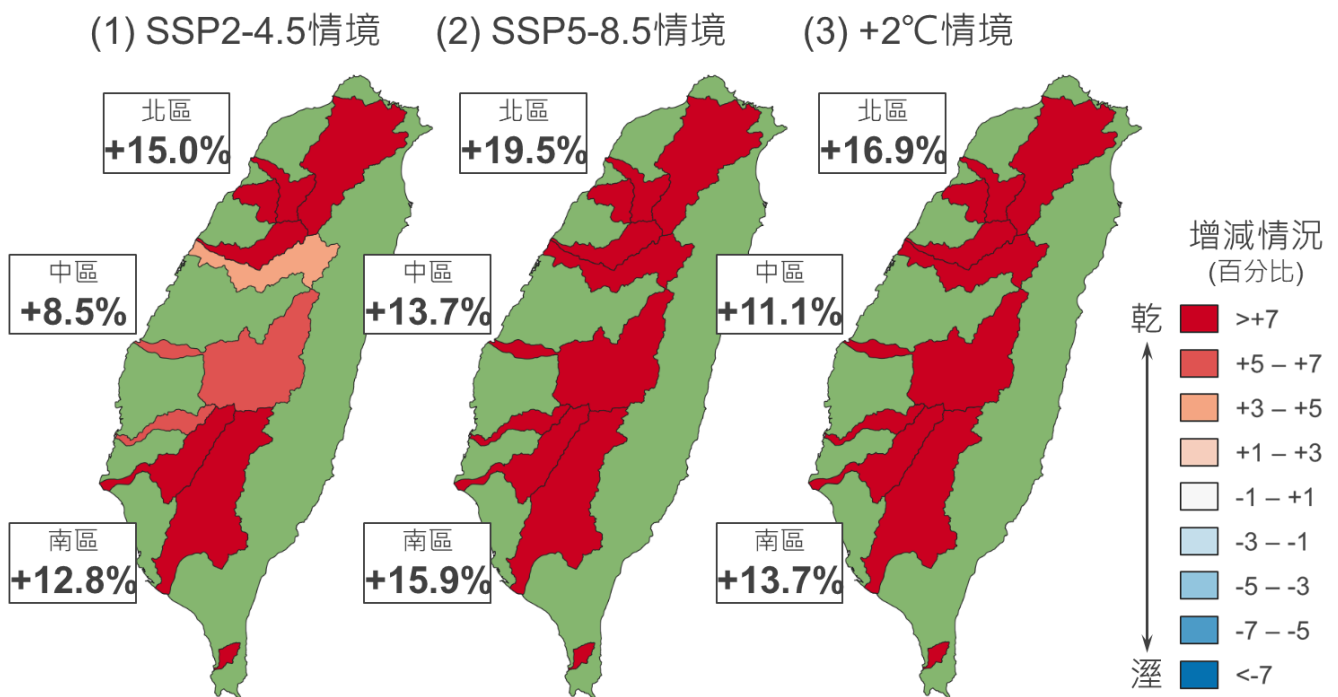 (1) SSP2-4.5情境
(2) SSP5-8.5情境
(3) +2℃情境
北區
+15.0%
北區
+19.5%
北區
+16.9%
中區
+8.5%
中區
+13.7%
中區
+11.1%
南區
+12.8%
南區
+15.9%
南區
+13.7%
增減情況
(百分比)
乾
>+7
+5 – +7
+3 – +5
+1 – +3
-1 – +1
-3 – -1
-5 – -3
-7 – -5
溼
<-7